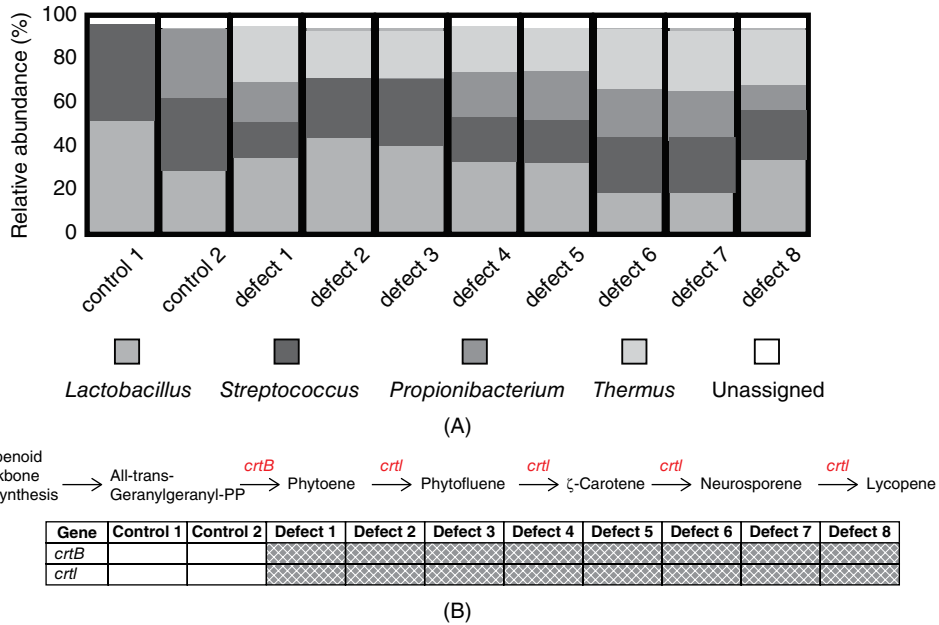 Relative abundance (%)
100
80
60
40
20
0
control 1
control 2
defect 1
defect 2
defect 3
defect 4
defect 5
defect 6
defect 7
defect 8
Lactobacillus Streptococcus Propionibacterium Thermus Unassigned
(A)
penoid
kbone
synthesis
All-trans-
Geranylgeranyl-PP
crtB
Phytoene
crtI
Phytofluene
crtI
ζ-Carotene
crtI
Neurosporene
crtI
Lycopene
Gene Control 1 Control 2 Defect 1 Defect 2 Defect 3 Defect 4 Defect 5 Defect 6 Defect 7 Defect 8
crtB
crtI
(B)